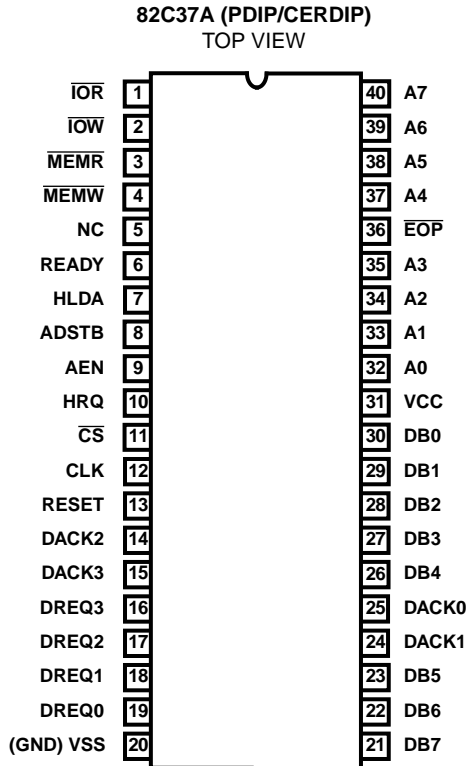 82C37A (PDIP/CERDIP)
TOP VIEW
IOR 1 40 A7
IOW 2 39 A6
MEMR 3 38 A5
MEMW 4 37 A4
NC 5 36 EOP
READY 6 35 A3
HLDA 7 34 A2
ADSTB 8 33 A1
AEN 9 32 A0
HRQ 10 31 VCC
CS 11 30 DB0
CLK 12 29 DB1
RESET 13 28 DB2
DACK2 14 27 DB3
DACK3 15 26 DB4
DREQ3 16 25 DACK0
DREQ2 17 24 DACK1
DREQ1 18 23 DB5
DREQ0 19 22 DB6
(GND) VSS 20 21 DB7